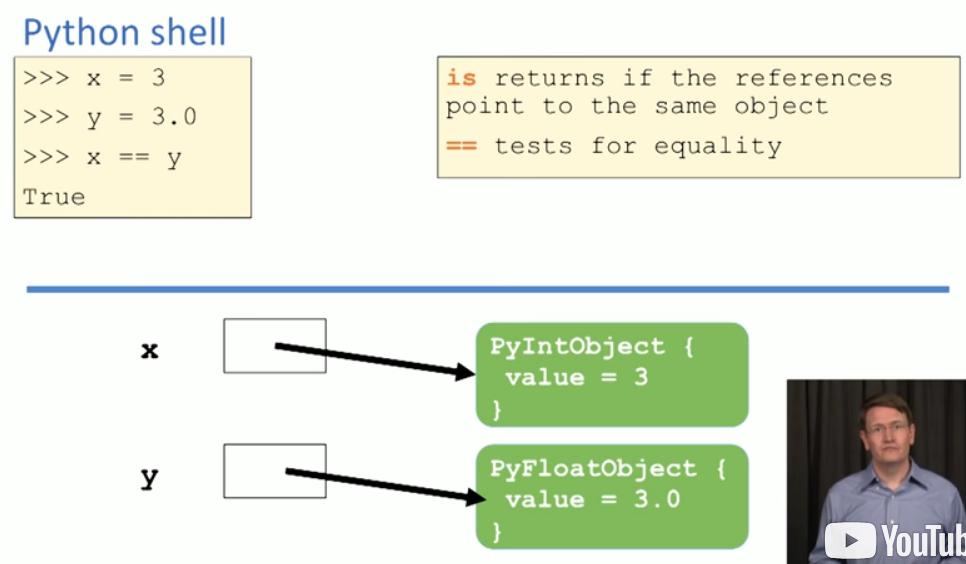 Python shell
>>> x = 3
>>> y = 3.0
>>> x == y
True
is returns if the references
point to the same object
== tests for equality
x
PyIntObject {
value = 3
}
y
PyFloatObject {
value = 3.0
}
YouTub